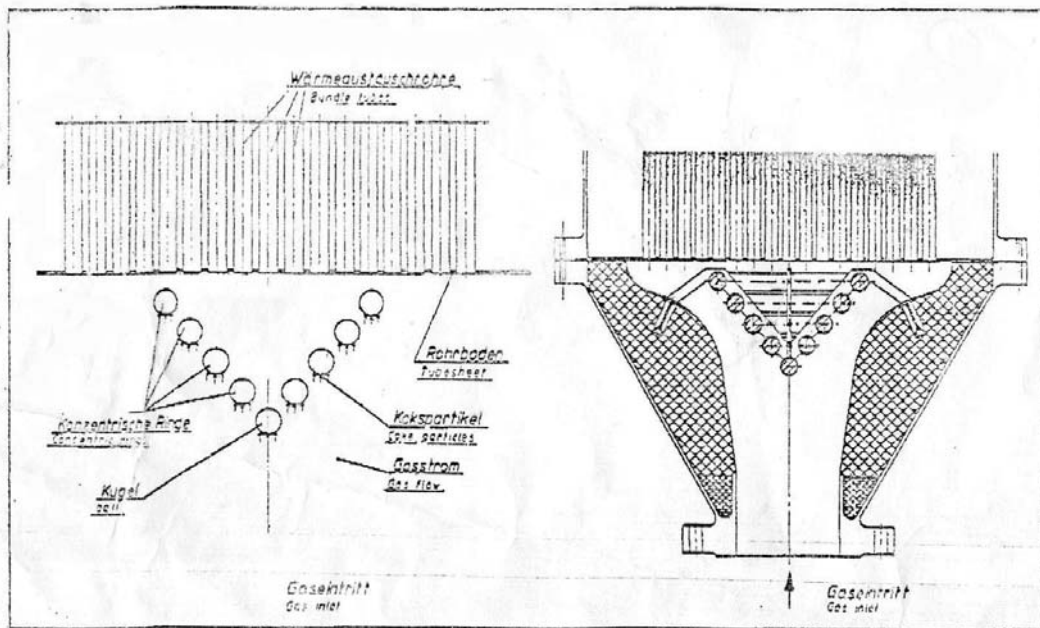 Wärmeaustauschrohre
Bundle tubes
Rohrboden
Tubesheet
Konzentrische Ringe
Kokspartikel
Coke particles
Gasstrom
Gas flow
Kugel
ball
Gaseintritt
Gas inlet
Gaseintritt
Gas inlet